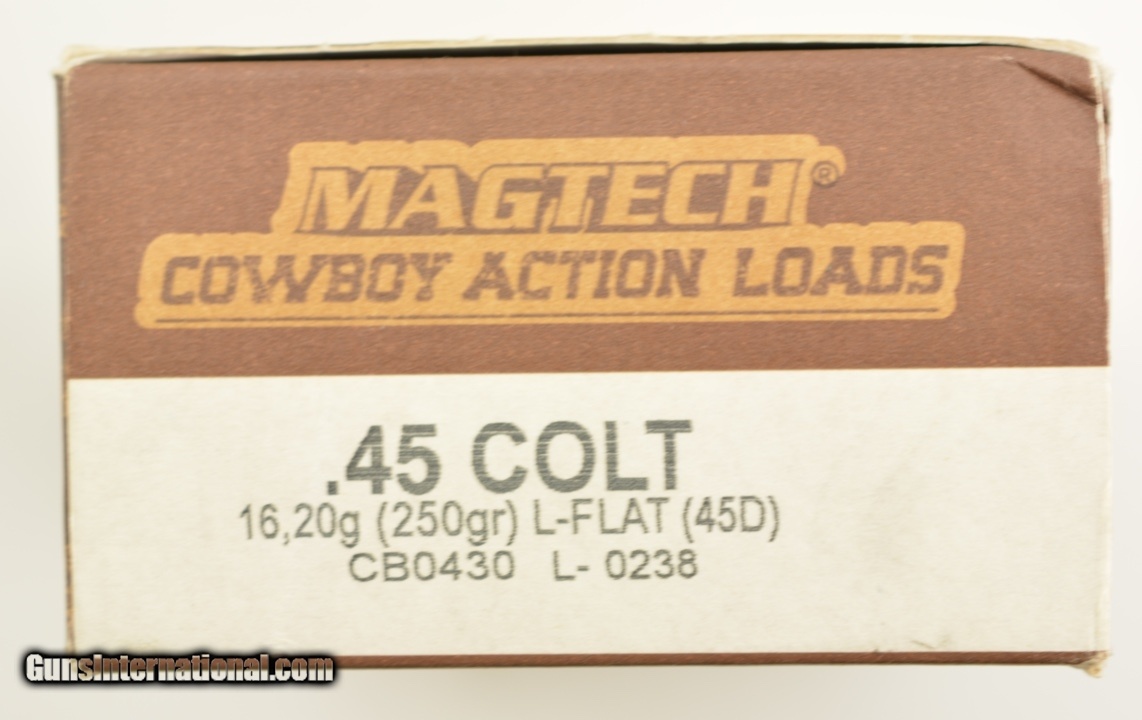 MAGTECH®
COWBOY ACTION LOADS
.45 COLT
16,20g (250gr) L-FLAT (45D)
CB0430 L- 0238
GunsInternational.com